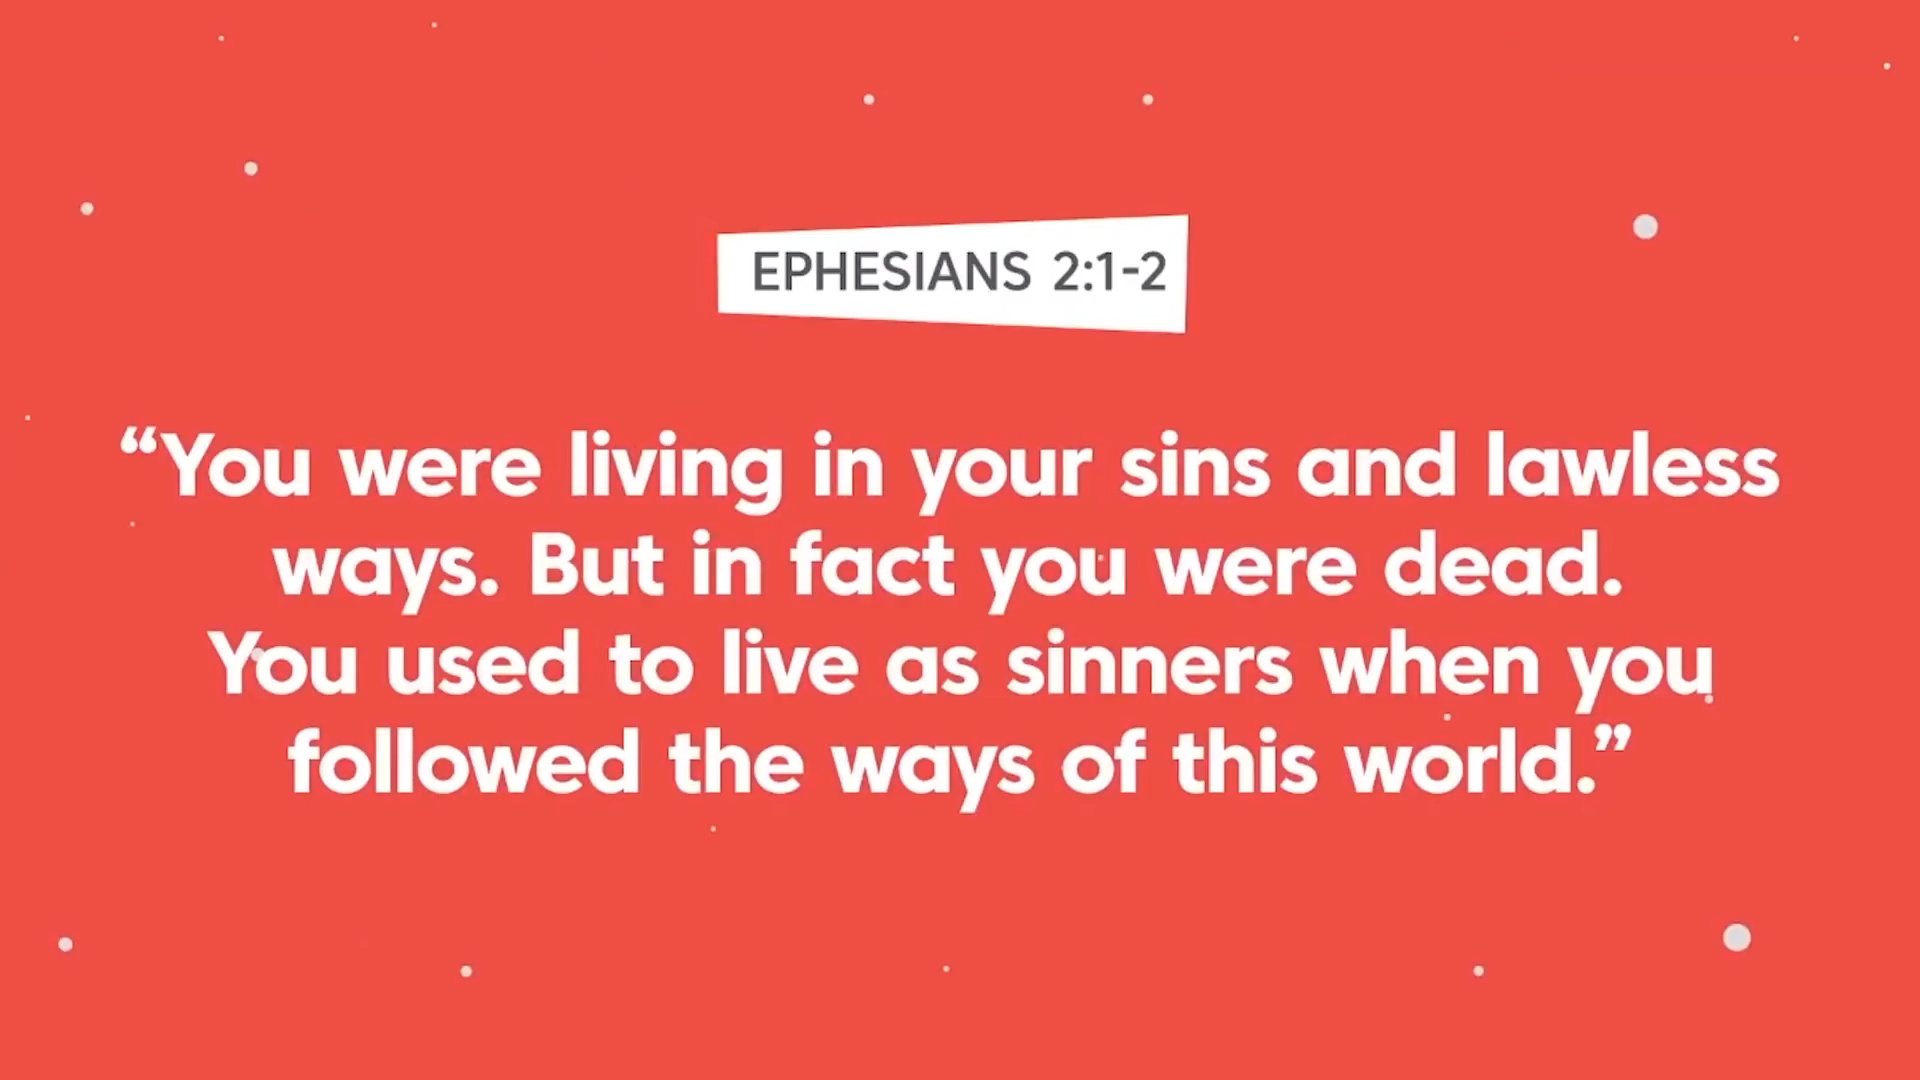 EPHESIANS 2:1-2
“You were living in your sins and lawless
ways. But in fact you were dead.
You used to live as sinners when you
followed the ways of this world.”